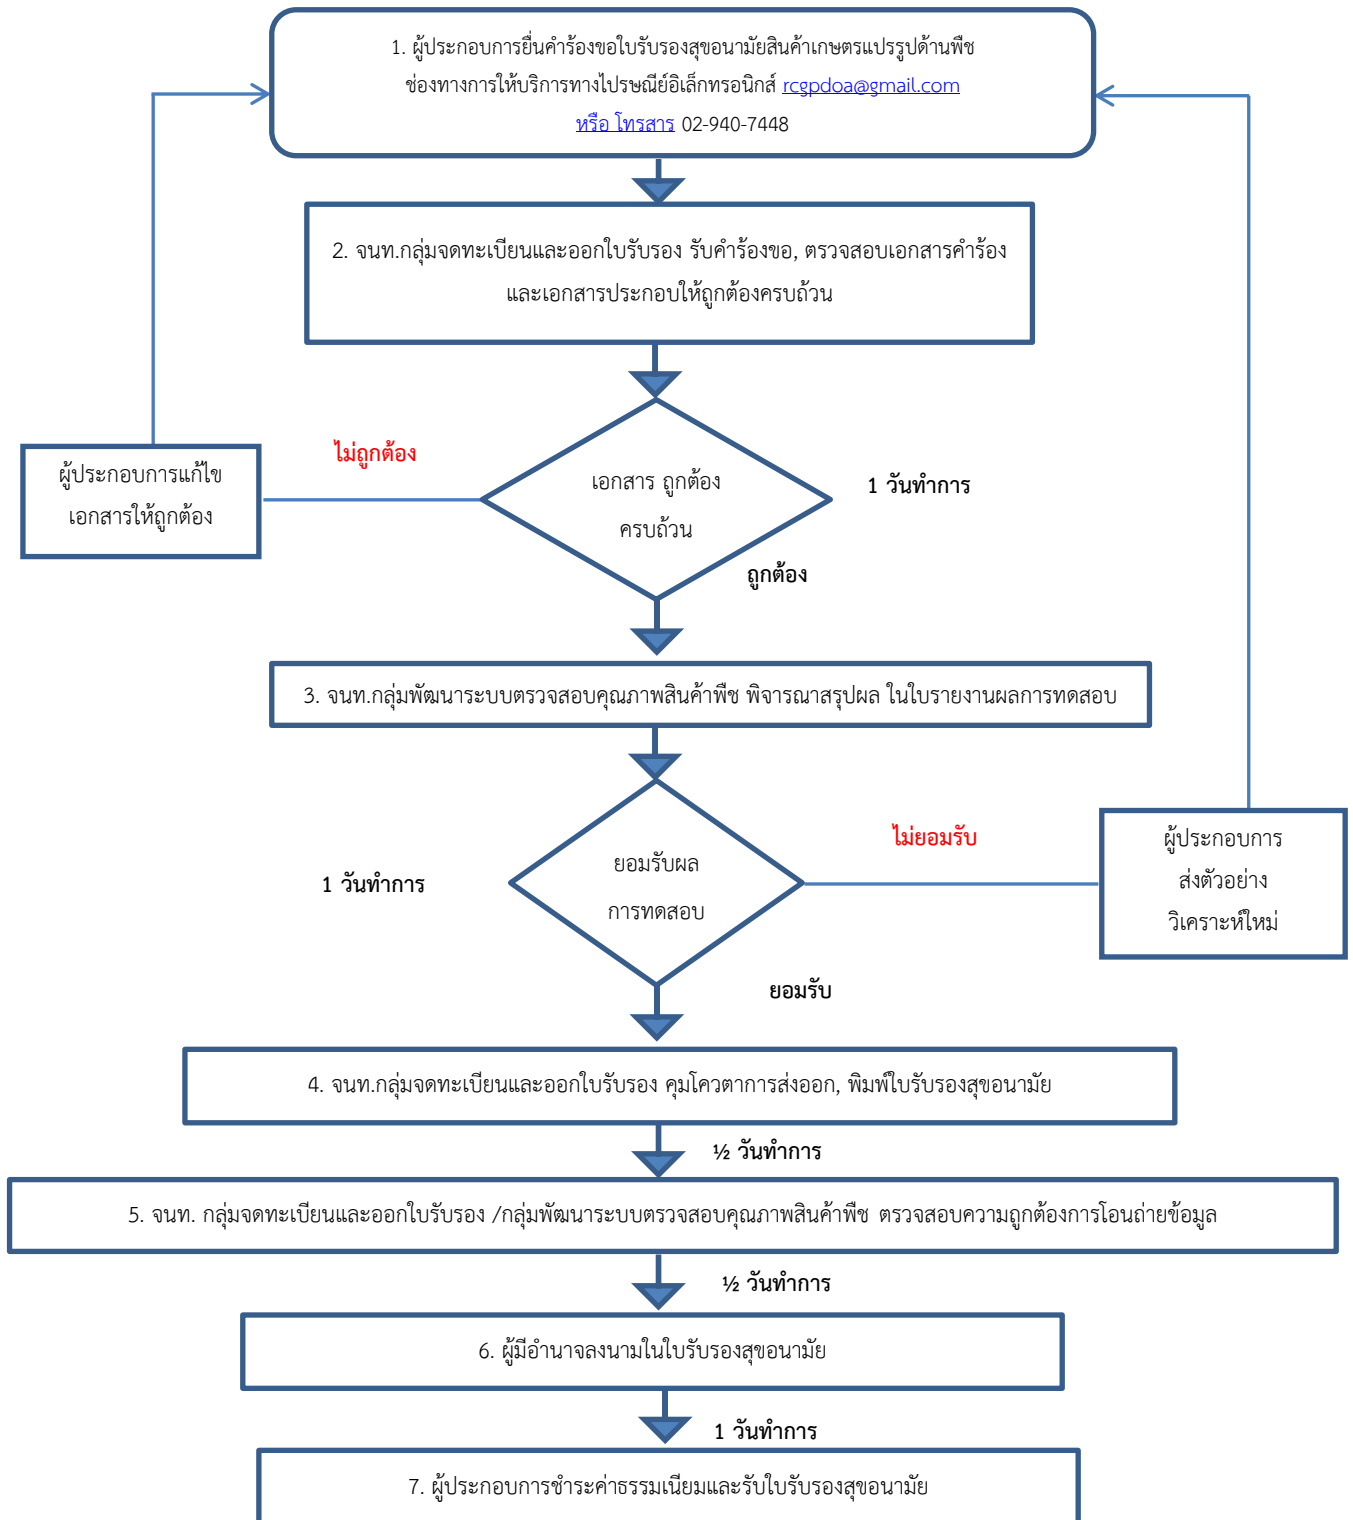 1. ผู้ประกอบการยื่นคำร้องขอใบรับรองสุขอนามัยสินค้าเกษตรแปรรูปด้านพืช
ช่องทางการให้บริการทางไปรษณีย์อิเล็กทรอนิกส์ rcgpdoa@gmail.com
หรือ โทรสาร 02-940-7448
2. จนท.กลุ่มจดทะเบียนและออกใบรับรอง รับคำร้องขอ, ตรวจสอบเอกสารคำร้อง
และเอกสารประกอบให้ถูกต้องครบถ้วน
ไม่ถูกต้อง
ผู้ประกอบการแก้ไข
เอกสารให้ถูกต้อง
เอกสาร ถูกต้อง
ครบถ้วน
1 วันทำการ
ถูกต้อง
3. จนท.กลุ่มพัฒนาระบบตรวจสอบคุณภาพสินค้าพืช พิจารณาสรุปผล ในใบรายงานผลการทดสอบ
1 วันทำการ
ยอมรับผล
การทดสอบ
ไม่ยอมรับ
ผู้ประกอบการ
ส่งตัวอย่าง
วิเคราะห์ใหม่
ยอมรับ
4. จนท.กลุ่มจดทะเบียนและออกใบรับรอง คุมโควตาการส่งออก, พิมพ์ใบรับรองสุขอนามัย
½ วันทำการ
5. จนท. กลุ่มจดทะเบียนและออกใบรับรอง /กลุ่มพัฒนาระบบตรวจสอบคุณภาพสินค้าพืช ตรวจสอบความถูกต้องการโอนถ่ายข้อมูล
½ วันทำการ
6. ผู้มีอำนาจลงนามในใบรับรองสุขอนามัย
1 วันทำการ
7. ผู้ประกอบการชำระค่าธรรมเนียมและรับใบรับรองสุขอนามัย